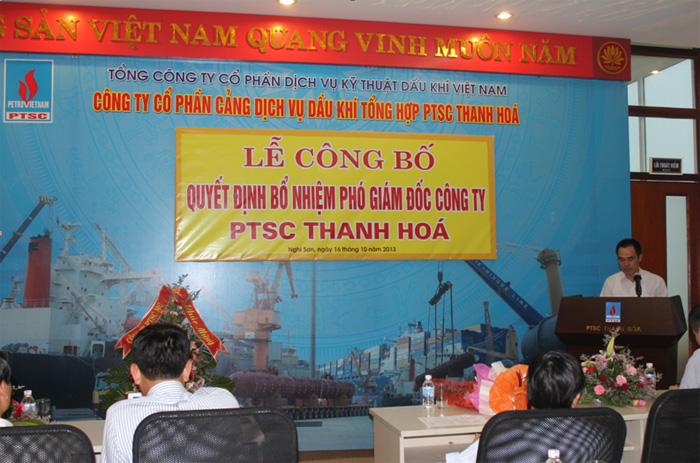 G SẢN VIỆT NAM QUANG VINH MUÔN NĂM
TỔNG CÔNG TY CỔ PHẦN DỊCH VỤ KỸ THUẬT DẦU KHÍ VIỆT NAM
PETROVIETNAM
PTSC
CÔNG TY CỔ PHẦN CẢNG DỊCH VỤ DẦU KHÍ TỔNG HỢP PTSC THANH HOÁ
LỄ CÔNG BỐ
QUYẾT ĐỊNH BỔ NHIỆM PHÓ GIÁM ĐỐC CÔNG TY
PTSC THANH HOÁ
Nghi Sơn, ngày 16 tháng 10 năm 2013
LỐI THOÁT HIỂM
PTSC THANH HÓA